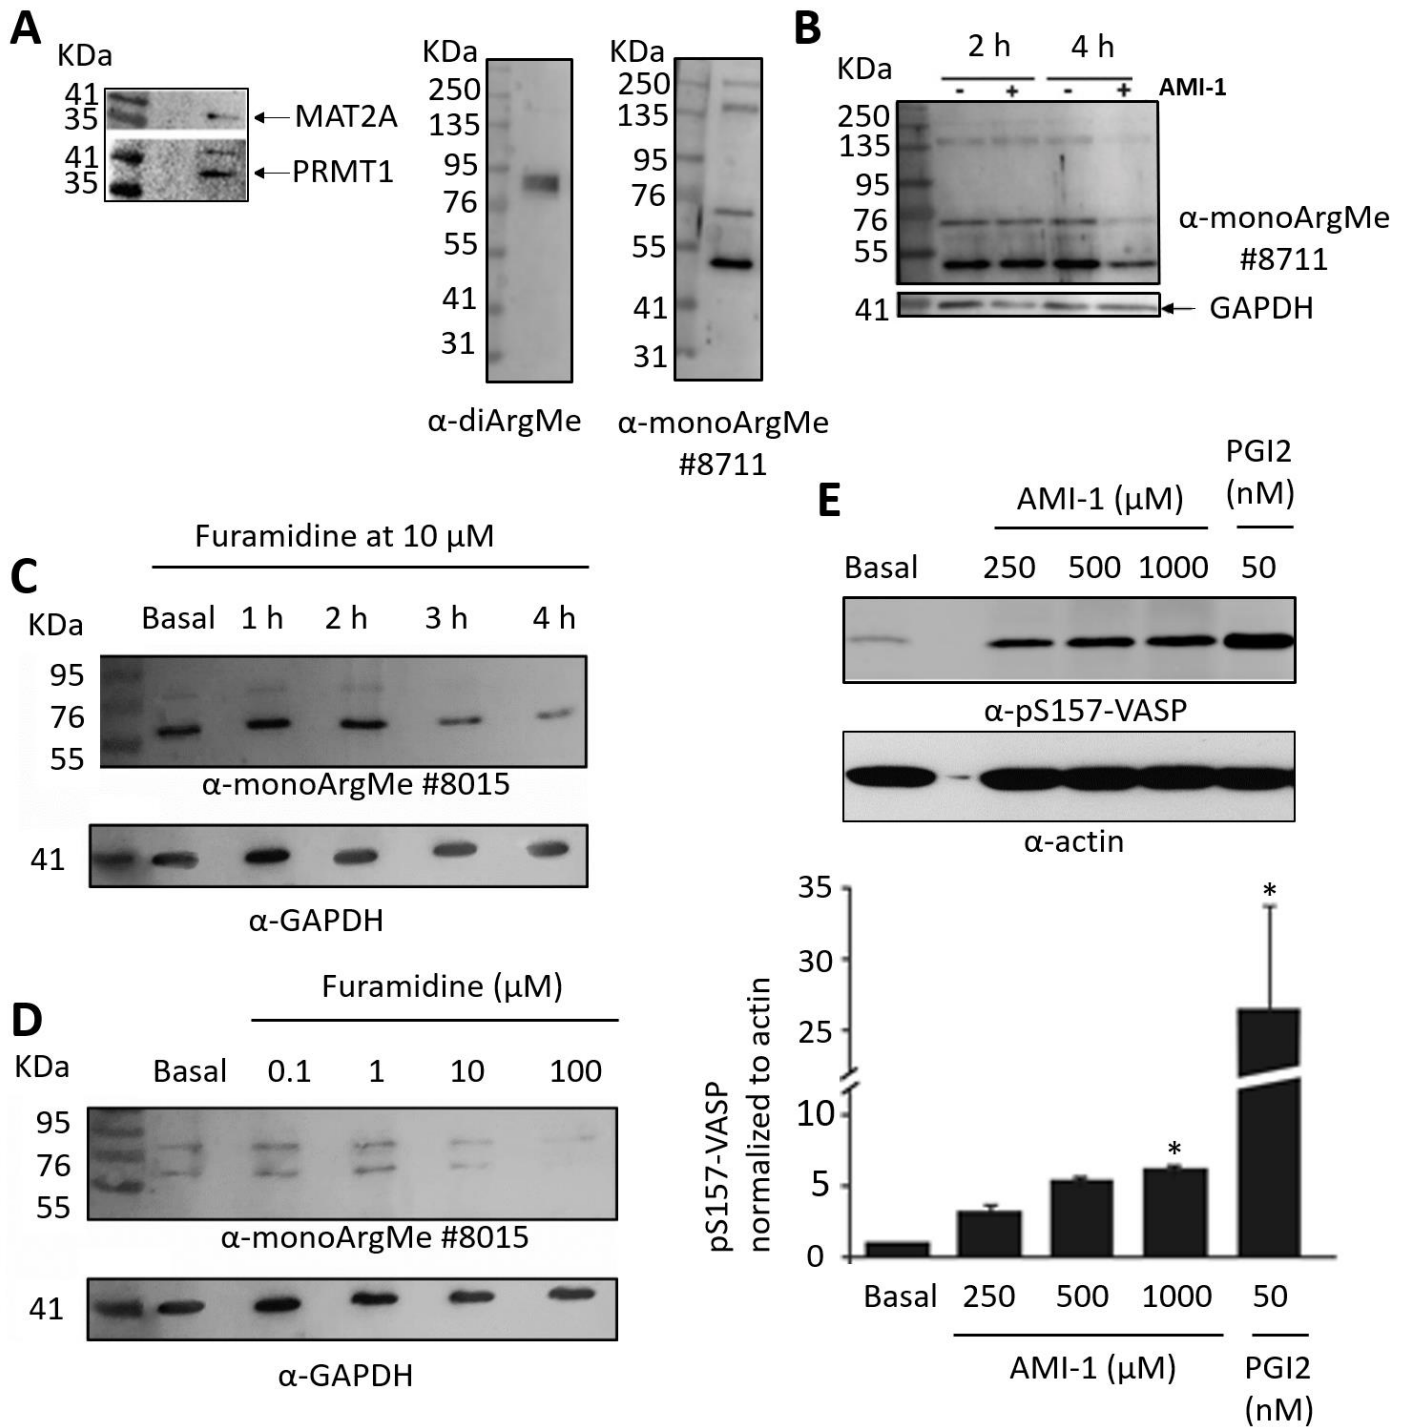 A
KDa
41
35
MAT2A
41
35
PRMT1
KDa
250
135
95
76
55
41
31
α-diArgMe
KDa
250
135
95
76
55
41
31
α-monoArgMe
#8711
B
2 h
4 h
KDa
- + - + AMI-1
250
135
95
76
55
α-monoArgMe
#8711
41
GAPDH
C
Furamidine at 10 µM
KDa
Basal 1 h 2 h 3 h 4 h
95
76
55
α-monoArgMe #8015
41
α-GAPDH
D
Furamidine (µM)
KDa
Basal 0.1 1 10 100
95
76
55
α-monoArgMe #8015
41
α-GAPDH
E
AMI-1 (µM)
PGI2
(nM)
Basal 250 500 1000 50
α-pS157-VASP
α-actin
pS157-VASP
normalized to actin
35
30
25
10
5
0
*
*
Basal 250 500 1000 50
AMI-1 (µM)
PGI2
(nM)